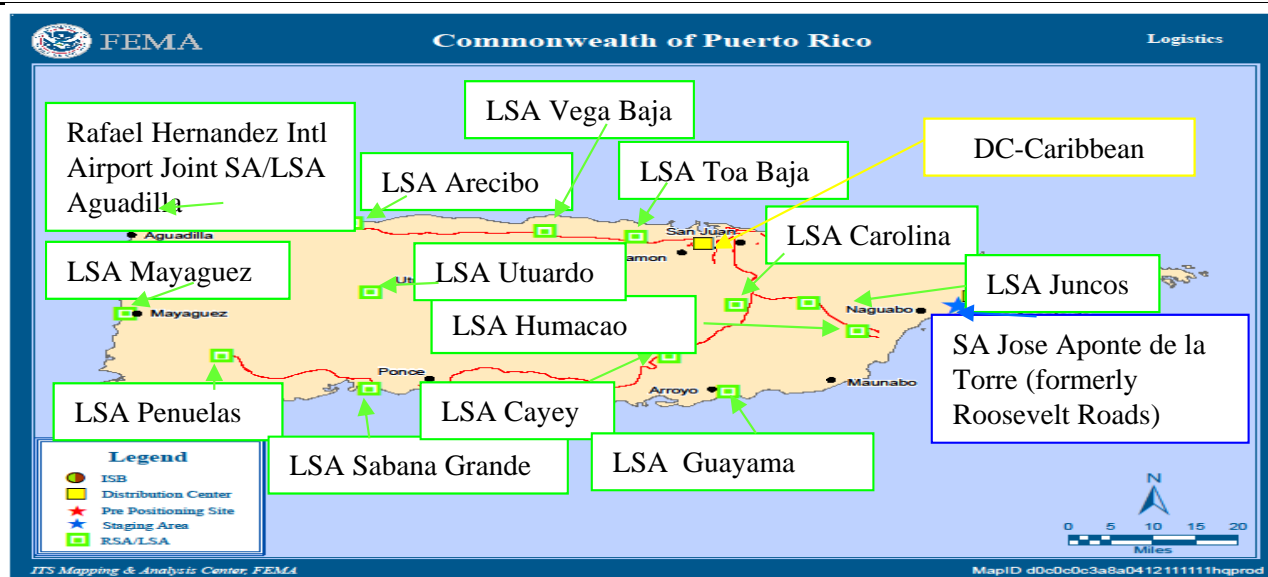 FEMA
Commonwealth of Puerto Rico
Logistics
LSA Vega Baja
Rafael Hernandez Intl
Airport Joint SA/LSA
Aguadilla
DC-Caribbean
LSA Arecibo
LSA Toa Baja
LSA Carolina
Aguadilla
San Juan
amon
LSA Mayaguez
LSA Utuardo
LSA Juncos
Mayaguez
LSA Humacao
Naguabo
SA Jose Aponte de la
Torre (formerly
Roosevelt Roads)
Ponce
Arroyo
Maunabo
LSA Penuelas
LSA Cayey
LSA Sabana Grande
LSA Guayama
Legend
ISB
Distribution Center
Pre Positioning Site
Staging Area
RSA/LSA
N
0 5 10 15 20
Miles
ITS Mapping & Analysis Center, FEMA
MapID d0c0c0c3a8a0412111111hqprod